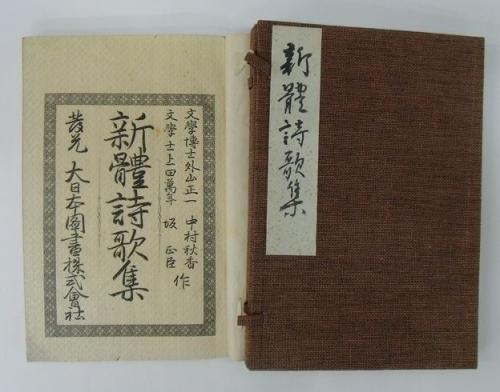 新體詩歌集
文學博士外山正一　中村秋香
文學士上田萬年　坂正臣　作
新體詩歌集
發兌　大日本圖書株式會社